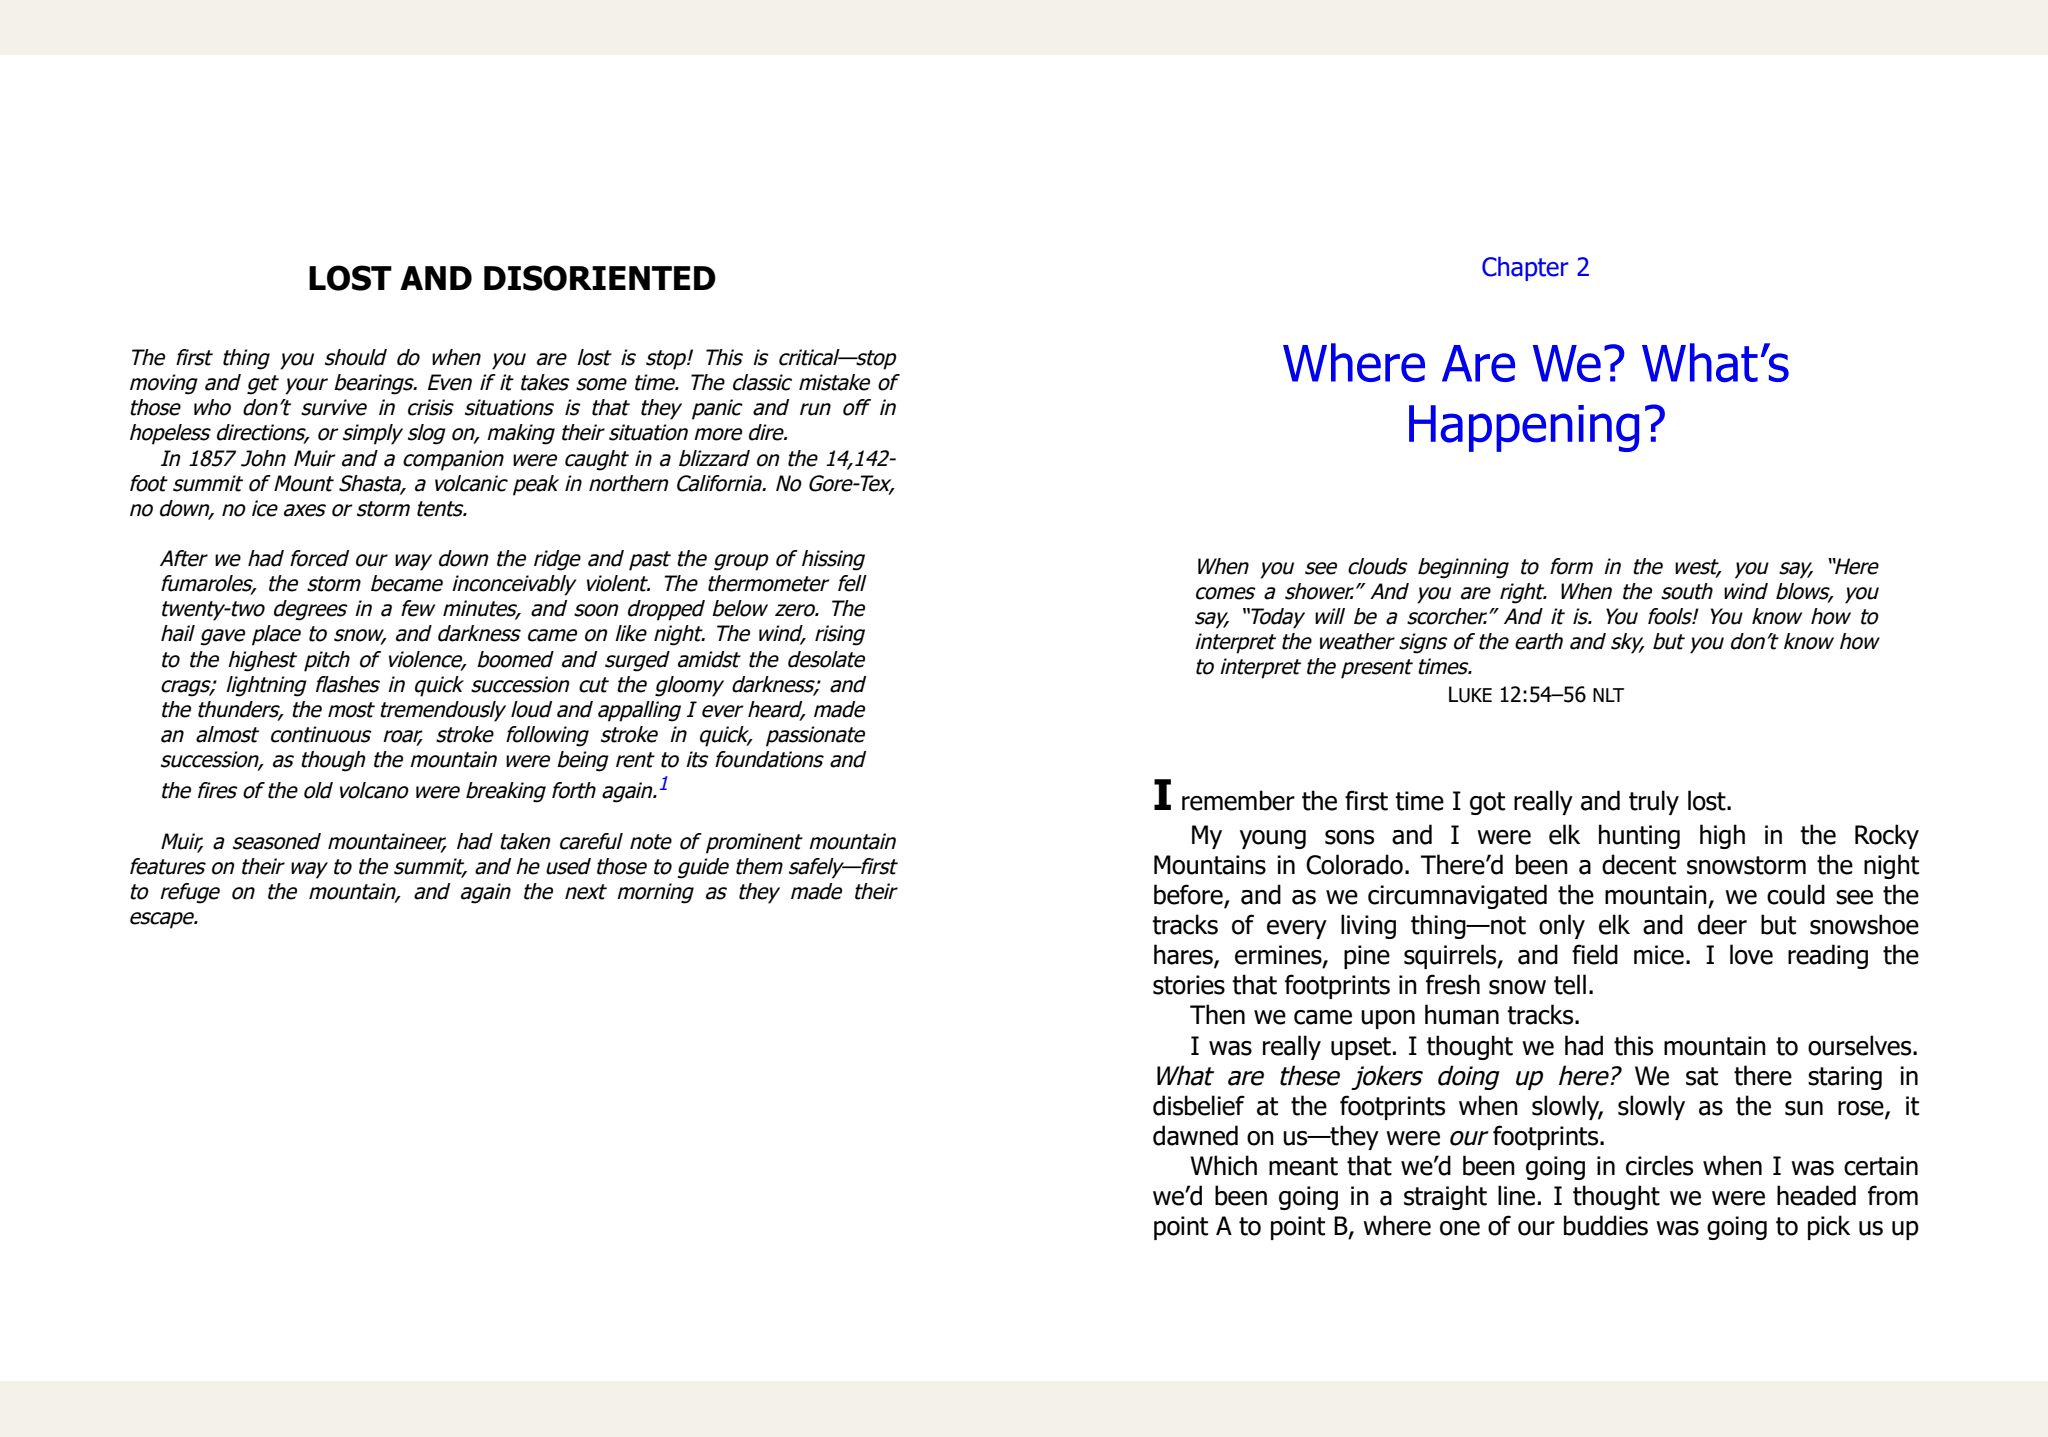 LOST AND DISORIENTED
The first thing you should do when you are lost is stop! This is critical—stop
moving and get your bearings. Even if it takes some time. The classic mistake of
those who don’t survive in crisis situations is that they panic and run off in
hopeless directions, or simply slog on, making their situation more dire.
In 1857 John Muir and a companion were caught in a blizzard on the 14,142-
foot summit of Mount Shasta, a volcanic peak in northern California. No Gore-Tex,
no down, no ice axes or storm tents.
After we had forced our way down the ridge and past the group of hissing
fumaroles, the storm became inconceivably violent. The thermometer fell
twenty-two degrees in a few minutes, and soon dropped below zero. The
hail gave place to snow, and darkness came on like night. The wind, rising
to the highest pitch of violence, boomed and surged amidst the desolate
crags; lightning flashes in quick succession cut the gloomy darkness; and
the thunders, the most tremendously loud and appalling I ever heard, made
an almost continuous roar, stroke following stroke in quick, passionate
succession, as though the mountain were being rent to its foundations and
the fires of the old volcano were breaking forth again.1
Muir, a seasoned mountaineer, had taken careful note of prominent mountain
features on their way to the summit, and he used those to guide them safely—first
to refuge on the mountain, and again the next morning as they made their
escape.
Chapter 2
Where Are We? What’s
Happening?
When you see clouds beginning to form in the west, you say, “Here
comes a shower.” And you are right. When the south wind blows, you
say, “Today will be a scorcher.” And it is. You fools! You know how to
interpret the weather signs of the earth and sky, but you don’t know how
to interpret the present times.
LUKE 12:54–56 NLT
I remember the first time I got really and truly lost.
My young sons and I were elk hunting high in the Rocky
Mountains in Colorado. There’d been a decent snowstorm the night
before, and as we circumnavigated the mountain, we could see the
tracks of every living thing—not only elk and deer but snowshoe
hares, ermines, pine squirrels, and field mice. I love reading the
stories that footprints in fresh snow tell.
Then we came upon human tracks.
I was really upset. I thought we had this mountain to ourselves.
What are these jokers doing up here? We sat there staring in
disbelief at the footprints when slowly, slowly as the sun rose, it
dawned on us—they were our footprints.
Which meant that we’d been going in circles when I was certain
we’d been going in a straight line. I thought we were headed from
point A to point B, where one of our buddies was going to pick us up